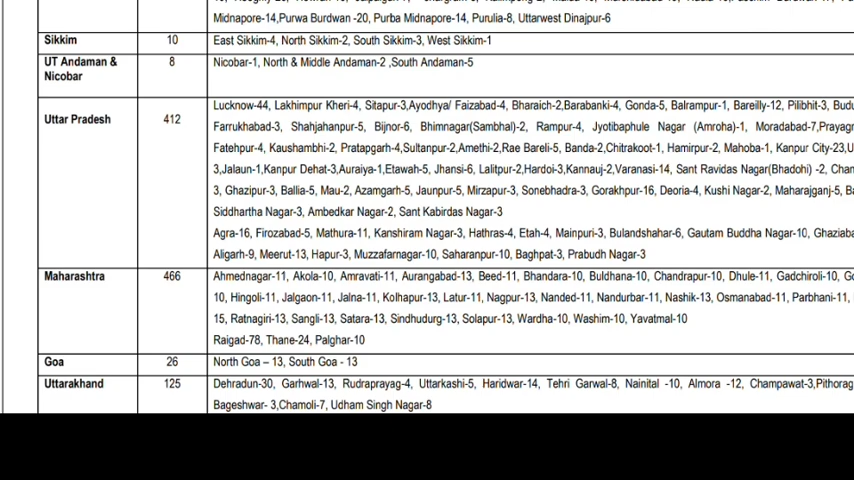 Midnapore-14,Purwa Burdwan -20, Purba Midnapore-14, Purulia-8, Uttarwest Dinajpur-6
Sikkim 10 East Sikkim-4, North Sikkim-2, South Sikkim-3, West Sikkim-1
UT Andaman & Nicobar 8 Nicobar-1, North & Middle Andaman-2 ,South Andaman-5
Uttar Pradesh 412 Lucknow-44, Lakhimpur Kheri-4, Sitapur-3,Ayodhya/ Faizabad-4, Bharaich-2,Barabanki-4, Gonda-5, Balrampur-1, Bareilly-12, Pilibhit-3,
Farrukhabad-3, Shahjahanpur-5, Bijnor-6, Bhimnagar(Sambhal)-2, Rampur-4, Jyotibaphule Nagar (Amroha)-1, Moradabad-7,
Fatehpur-4, Kaushambhi-2, Pratapgarh-4,Sultanpur-2,Amethi-2,Rae Bareli-5, Banda-2,Chitrakoot-1, Hamirpur-2, Mahoba-1, Kanpur City-23,
3,Jalaun-1,Kanpur Dehat-3,Auraiya-1,Etawah-5, Jhansi-6, Lalitpur-2,Hardoi-3,Kannauj-2,Varanasi-14, Sant Ravidas Nagar(Bhadohi) -2,
3, Ghazipur-3, Ballia-5, Mau-2, Azamgarh-5, Jaunpur-5, Mirzapur-3, Sonebhadra-3, Gorakhpur-16, Deoria-4, Kushi Nagar-2, Maharajganj-5,
Siddhartha Nagar-3, Ambedkar Nagar-2, Sant Kabirdas Nagar-3
Agra-16, Firozabad-5, Mathura-11, Kanshiram Nagar-3, Hathras-4, Etah-4, Mainpuri-3, Bulandshahar-6, Gautam Buddha Nagar-10,
Aligarh-9, Meerut-13, Hapur-3, Muzzafarnagar-10, Saharanpur-10, Baghpat-3, Prabudh Nagar-3
Maharashtra 466 Ahmednagar-11, Akola-10, Amravati-11, Aurangabad-13, Beed-11, Bhandara-10, Buldhana-10, Chandrapur-10, Dhule-11, Gadchiroli-10,
10, Hingoli-11, Jalgaon-11, Jalna-11, Kolhapur-13, Latur-11, Nagpur-13, Nanded-11, Nandurbar-11, Nashik-13, Osmanabad-11, Parbhani-11,
15, Ratnagiri-13, Sangli-13, Satara-13, Sindhudurg-13, Solapur-13, Wardha-10, Washim-10, Yavatmal-10
Raigad-78, Thane-24, Palghar-10
Goa 26 North Goa – 13, South Goa - 13
Uttarakhand 125 Dehradun-30, Garhwal-13, Rudraprayag-4, Uttarkashi-5, Haridwar-14, Tehri Garwal-8, Nainital -10, Almora -12, Champawat-3,
Bageshwar- 3,Chamoli-7, Udham Singh Nagar-8